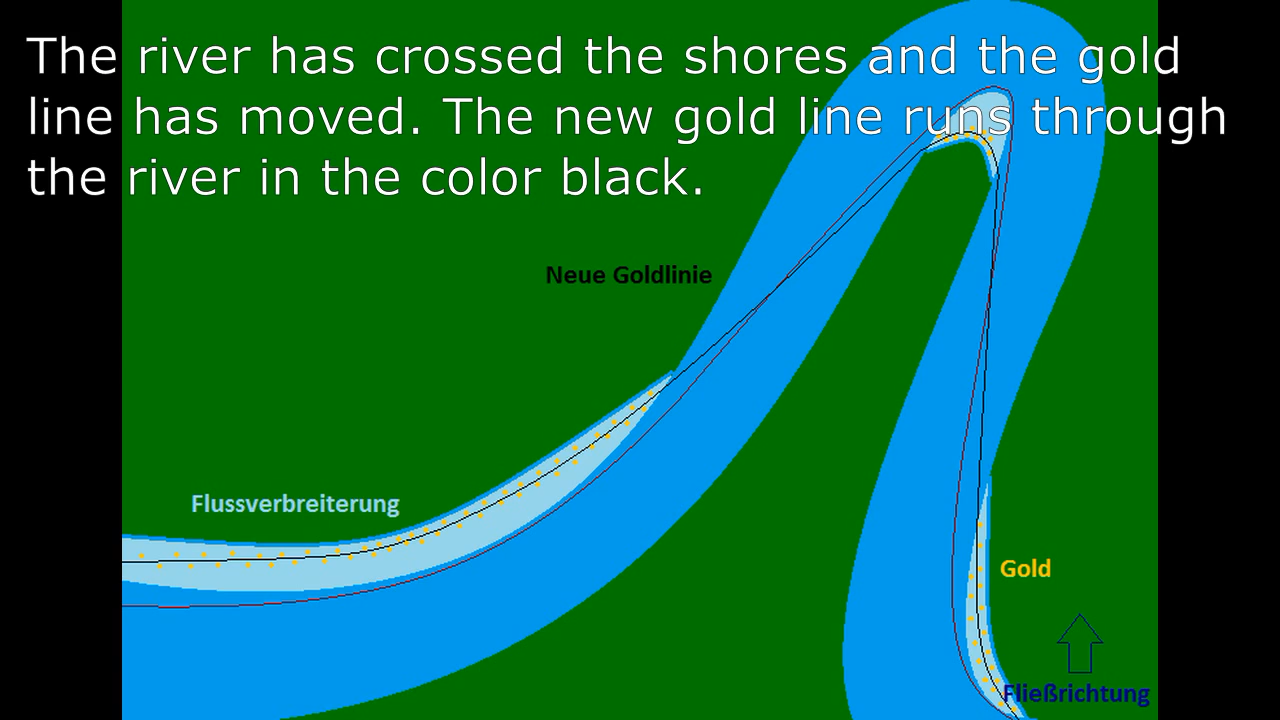 The river has crossed the shores and the gold
line has moved. The new gold line runs through
the river in the color black.
Neue Goldlinie
Flussverbreiterung
Gold
Fließrichtung